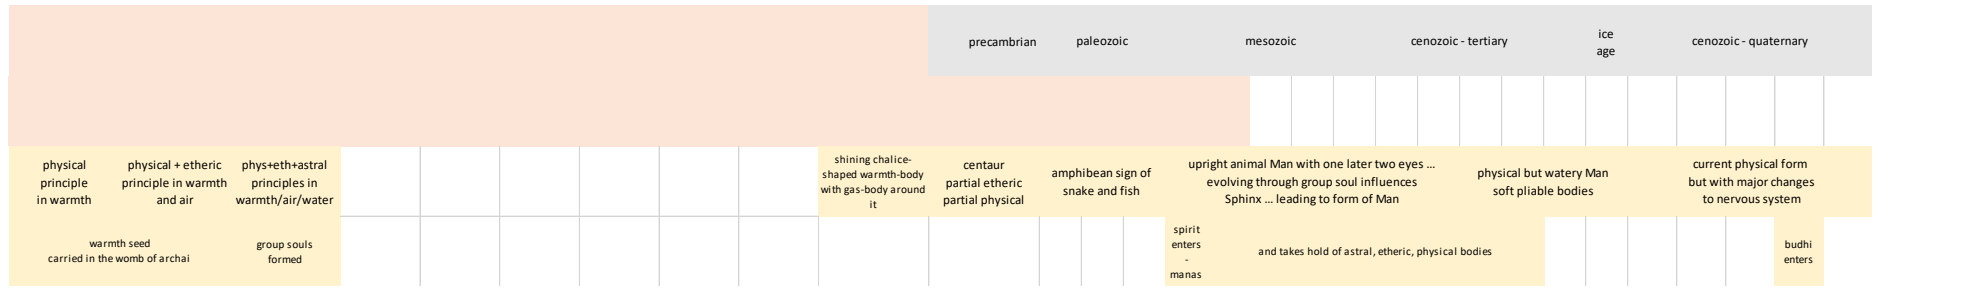 precambrian
paleozoic
mesozoic
cenozoic - tertiary
ice
age
cenozoic - quaternary
physical
principle
in warmth
physical + etheric
principle in warmth
and air
phys+eth+astral
principles in
warmth/air/water
shining chalice-
shaped warmth-body
with gas-body around
it
centaur
partial etheric
partial physical
amphibean sign of
snake and fish
upright animal Man with one later two eyes ...
evolving through group soul influences
Sphinx ... leading to form of Man
physical but watery Man
soft pliable bodies
current physical form
but with major changes
to nervous system
warmth seed
carried in the womb of archai
group souls
formed
spirit
enters
-
manas
and takes hold of astral, etheric, physical bodies
budhi
enters